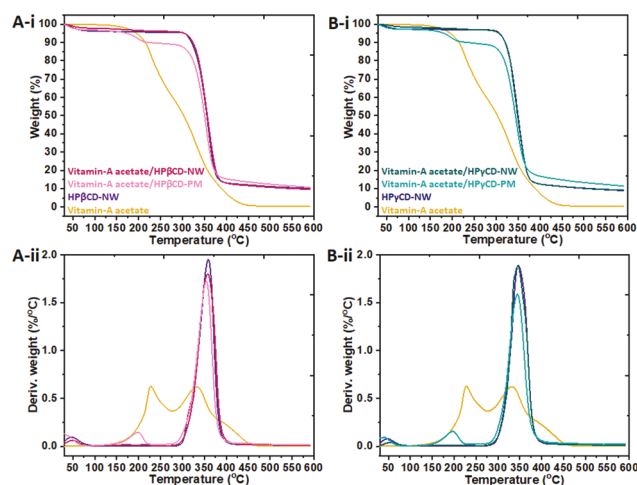 A-i
100
90
80
70
60
50
40
30
20
10
0
Weight (%)
Vitamin-A acetate/HPβCD-NW
Vitamin-A acetate/HPβCD-PM
HPβCD-NW
Vitamin-A acetate
50 100 150 200 250 300 350 400 450 500 550 600
Temperature (°C)
B-i
100
90
80
70
60
50
40
30
20
10
0
Weight (%)
Vitamin-A acetate/HPγCD-NW
Vitamin-A acetate/HPγCD-PM
HPγCD-NW
Vitamin-A acetate
50 100 150 200 250 300 350 400 450 500 550 600
Temperature (°C)
A-ii
2.0
1.5
1.0
0.5
0.0
Deriv. weight (%/°C)
50 100 150 200 250 300 350 400 450 500 550 600
Temperature (°C)
B-ii
2.0
1.5
1.0
0.5
0.0
Deriv. weight (%/°C)
50 100 150 200 250 300 350 400 450 500 550 600
Temperature (°C)